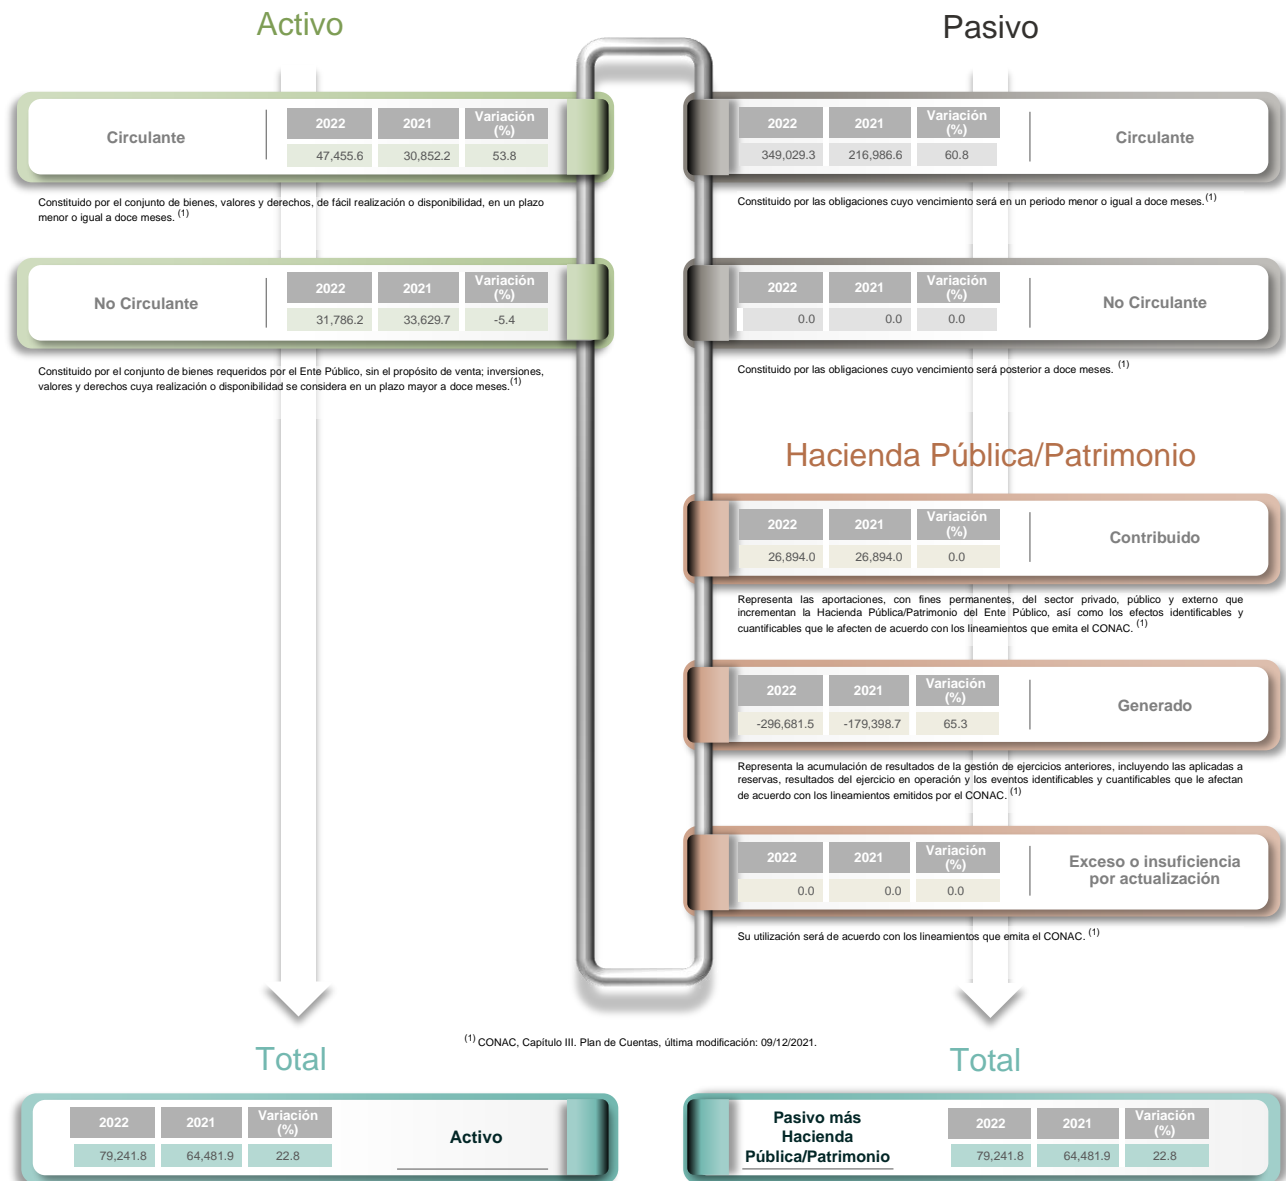 Activo
Circulante
2022 2021 Variación (%)
47,455.6 30,852.2 53.8
Constituido por el conjunto de bienes, valores y derechos, de fácil realización o disponibilidad, en un plazo
menor o igual a doce meses. (1)
No Circulante
2022 2021 Variación (%)
31,786.2 33,629.7 -5.4
Constituido por el conjunto de bienes requeridos por el Ente Público, sin el propósito de venta; inversiones,
valores y derechos cuya realización o disponibilidad se considera en un plazo mayor a doce meses.(1)
Pasivo
2022 2021 Variación (%)
349,029.3 216,986.6 60.8
Circulante
Constituido por las obligaciones cuyo vencimiento será en un periodo menor o igual a doce meses.(1)
2022 2021 Variación (%)
0.0 0.0 0.0
No Circulante
Constituido por las obligaciones cuyo vencimiento será posterior a doce meses. (1)
Hacienda Pública/Patrimonio
2022 2021 Variación (%)
26,894.0 26,894.0 0.0
Contribuido
Representa las aportaciones, con fines permanentes, del sector privado, público y externo que
incrementan la Hacienda Pública/Patrimonio del Ente Público, así como los efectos identificables y
cuantificables que le afecten de acuerdo con los lineamientos que emita el CONAC. (1)
2022 2021 Variación (%)
-296,681.5 -179,398.7 65.3
Generado
Representa la acumulación de resultados de la gestión de ejercicios anteriores, incluyendo las aplicadas a
reservas, resultados del ejercicio en operación y los eventos identificables y cuantificables que le afectan
de acuerdo con los lineamientos emitidos por el CONAC. (1)
2022 2021 Variación (%)
0.0 0.0 0.0
Exceso o insuficiencia
por actualización
Su utilización será de acuerdo con los lineamientos que emita el CONAC. (1)
(1) CONAC, Capítulo III. Plan de Cuentas, última modificación: 09/12/2021.
Total
2022 2021 Variación (%)
79,241.8 64,481.9 22.8
Activo
Total
Pasivo más
Hacienda
Pública/Patrimonio
2022 2021 Variación (%)
79,241.8 64,481.9 22.8